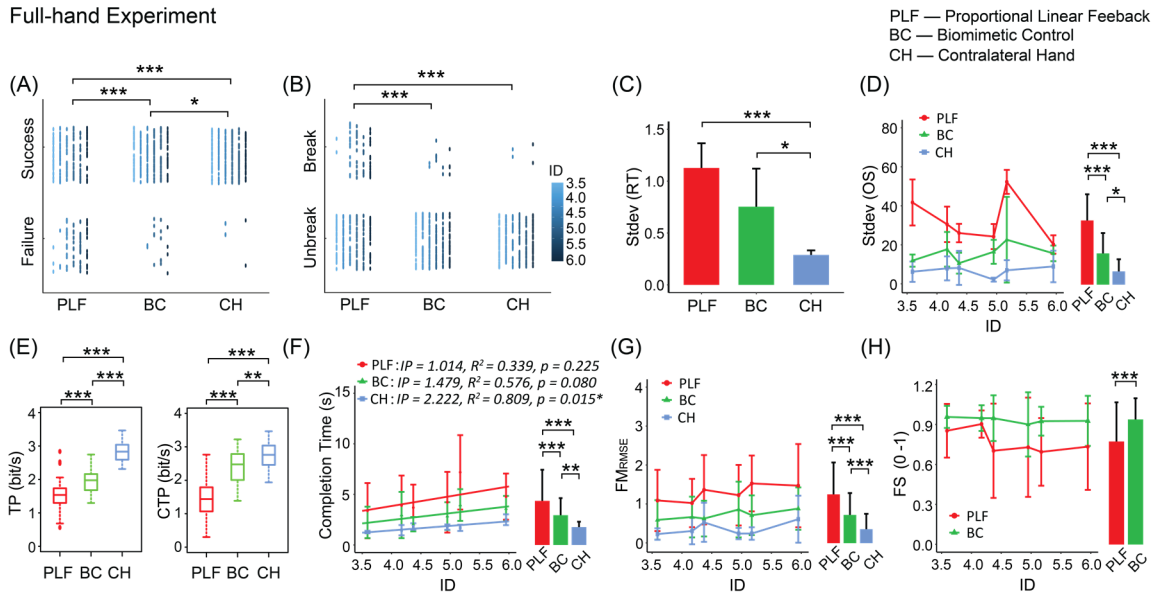 Full-hand Experiment
PLF — Proportional Linear Feeback
BC — Biomimetic Control
CH — Contralateral Hand
(A)
***
***
*
Success
Failure
PLF
BC
CH
(B)
***
***
Break
Unbreak
PLF
BC
CH
ID
3.5
4.0
4.5
5.0
5.5
6.0
(C)
***
*
Stdev (RT)
1.5
1.0
0.5
0.0
PLF
BC
CH
(D)
PLF
BC
CH
***
***
*
Stdev (OS)
80
60
40
20
0
3.5
4.0
4.5
5.0
5.5
6.0
ID
PLF
BC
CH
(E)
***
***
***
TP (bit/s)
4
3
2
1
0
PLF
BC
CH
***
**
***
CTP (bit/s)
4
3
2
1
0
PLF
BC
CH
(F)
PLF: IP = 1.014, R² = 0.339, p = 0.225
BC: IP = 1.479, R² = 0.576, p = 0.080
CH: IP = 2.222, R² = 0.809, p = 0.015*
Completion Time (s)
15
10
5
0
3.5
4.0
4.5
5.0
5.5
6.0
ID
***
***
**
PLF
BC
CH
(G)
PLF
BC
CH
FMRMSE
4
3
2
1
0
3.5
4.0
4.5
5.0
5.5
6.0
ID
***
***
***
PLF
BC
CH
(H)
***
FS (0 -1)
1.2
0.9
0.6
0.3
0.0
PLF
BC
3.5
4.0
4.5
5.0
5.5
6.0
ID
PLF
BC